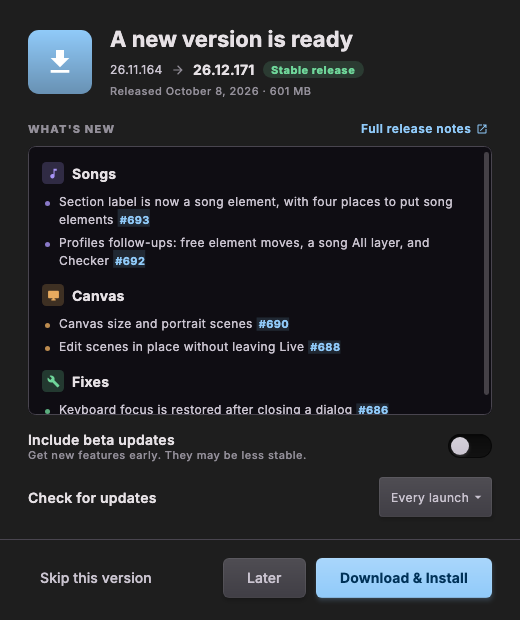 A new version is ready
26.11.164 → 26.12.171 Stable release
Released October 8, 2026 · 601 MB
WHAT'S NEW Full release notes
Songs
Section label is now a song element, with four places to put song
elements #693
Profiles follow-ups: free element moves, a song All layer, and
Checker #692
Canvas
Canvas size and portrait scenes #690
Edit scenes in place without leaving Live #688
Fixes
Keyboard focus is restored after closing a dialog #686
Include beta updates
Get new features early. They may be less stable.
Check for updates Every launch
Skip this version Later Download & Install